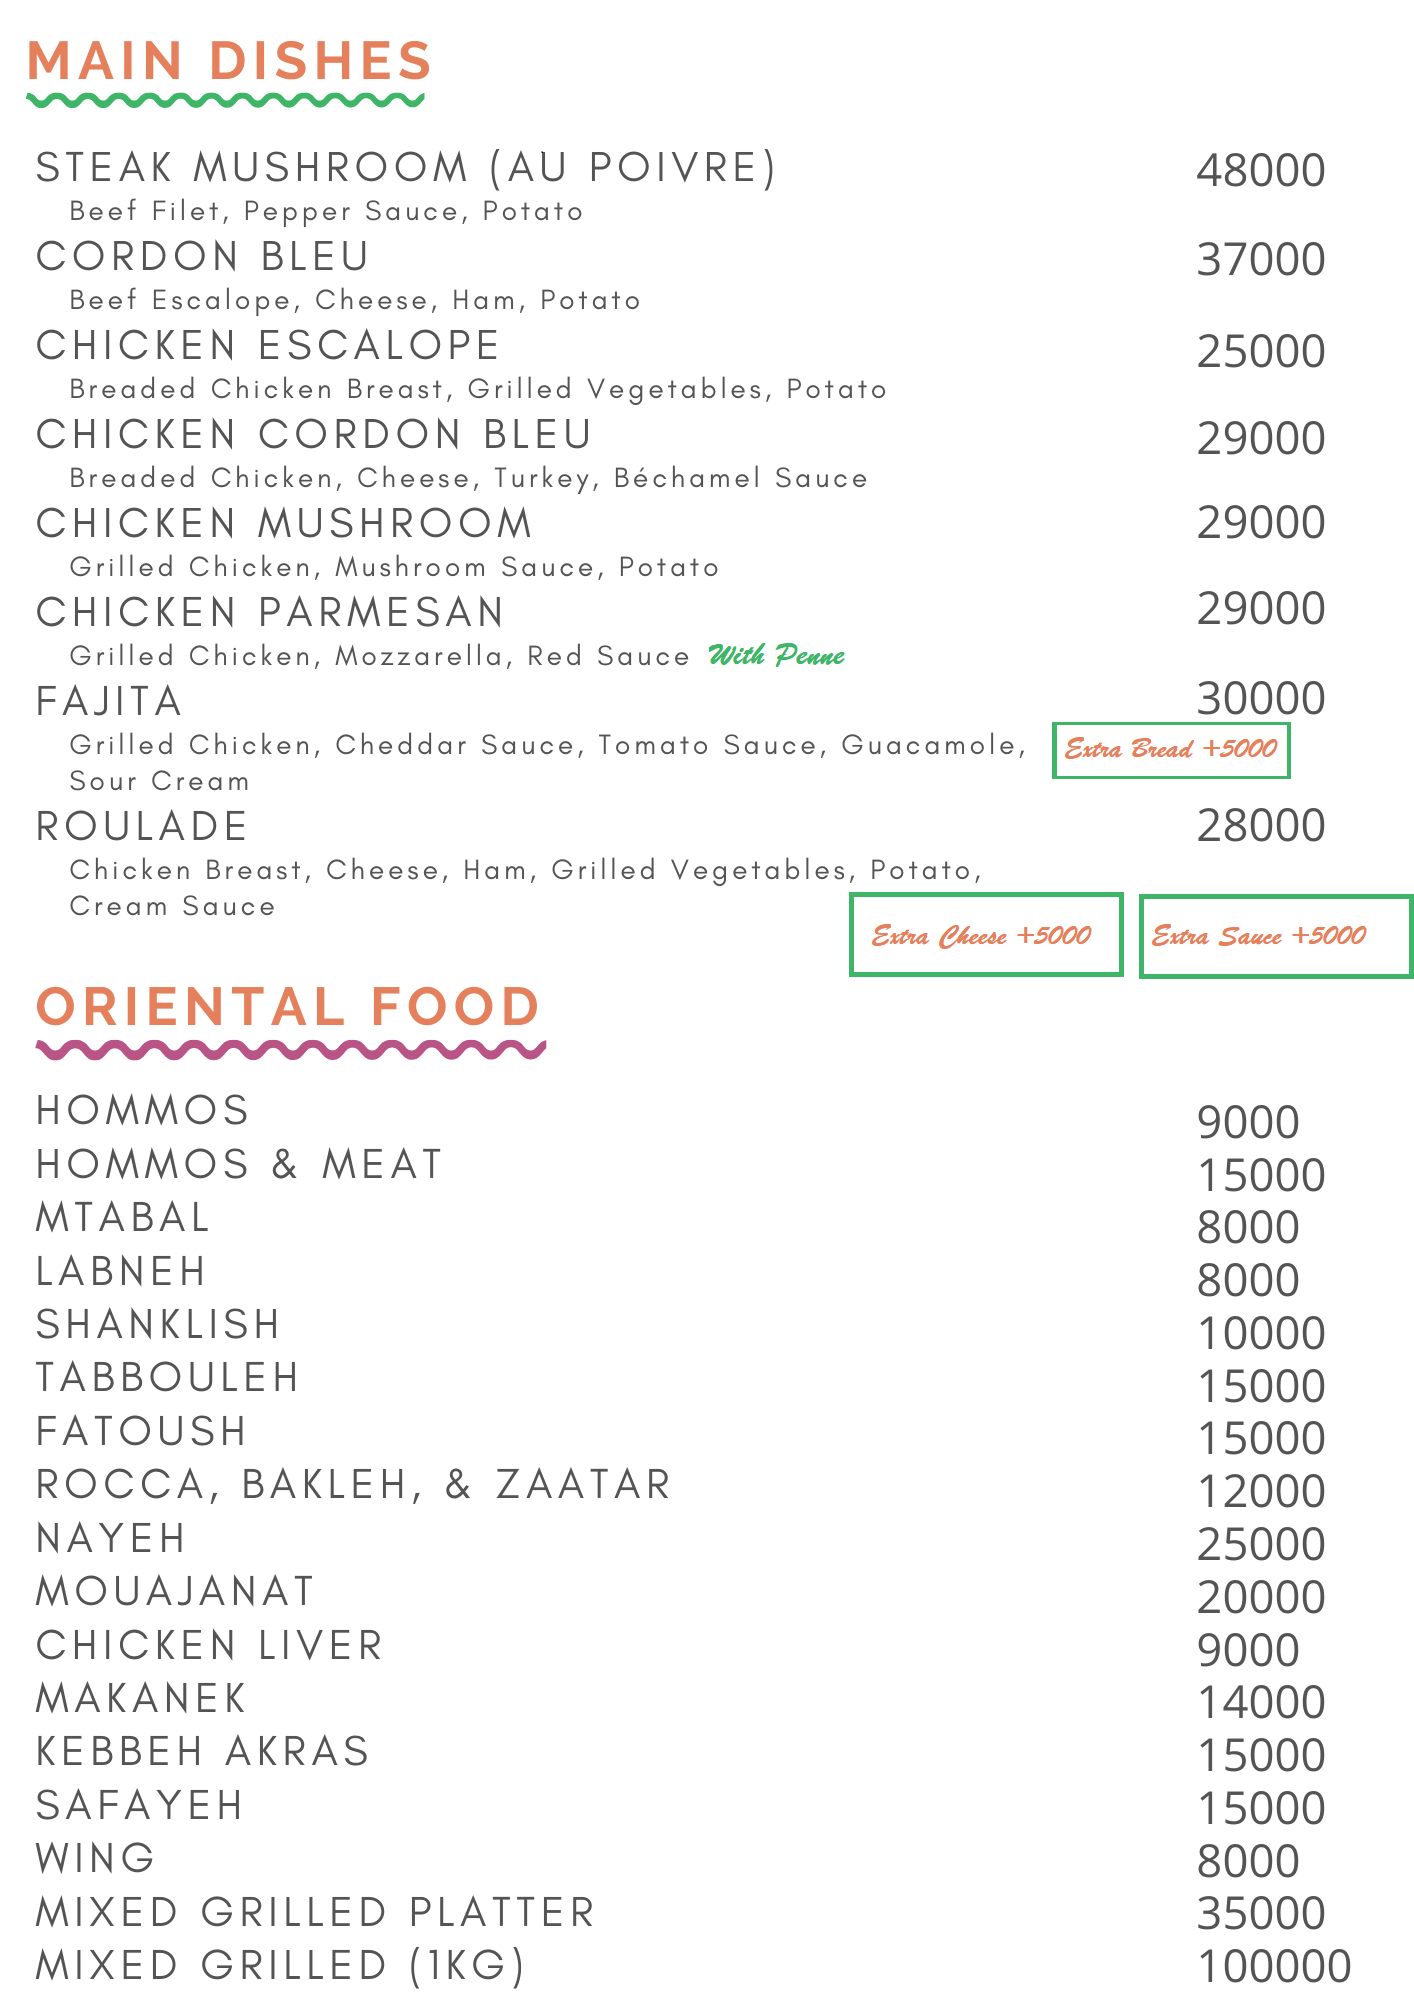 MAIN DISHES
STEAK MUSHROOM (AU POIVRE) 48000
Beef Filet, Pepper Sauce, Potato
CORDON BLEU 37000
Beef Escalope, Cheese, Ham, Potato
CHICKEN ESCALOPE 25000
Breaded Chicken Breast, Grilled Vegetables, Potato
CHICKEN CORDON BLEU 29000
Breaded Chicken, Cheese, Turkey, Béchamel Sauce
CHICKEN MUSHROOM 29000
Grilled Chicken, Mushroom Sauce, Potato
CHICKEN PARMESAN 29000
Grilled Chicken, Mozzarella, Red Sauce With Penne
FAJITA 30000
Grilled Chicken, Cheddar Sauce, Tomato Sauce, Guacamole, Extra Bread +5000
Sour Cream
ROULADE 28000
Chicken Breast, Cheese, Ham, Grilled Vegetables, Potato,
Cream Sauce
Extra Cheese +5000 Extra Sauce +5000
ORIENTAL FOOD
HOMMOS 9000
HOMMOS & MEAT 15000
MTABAL 8000
LABNEH 8000
SHANKLISH 10000
TABBOULEH 15000
FATOUSH 15000
ROCCA, BAKLEH, & ZAATAR 12000
NAYEH 25000
MOUAJANAT 20000
CHICKEN LIVER 9000
MAKANEK 14000
KEBBEH AKRAS 15000
SAFAYEH 15000
WING 8000
MIXED GRILLED PLATTER 35000
MIXED GRILLED (1KG) 100000